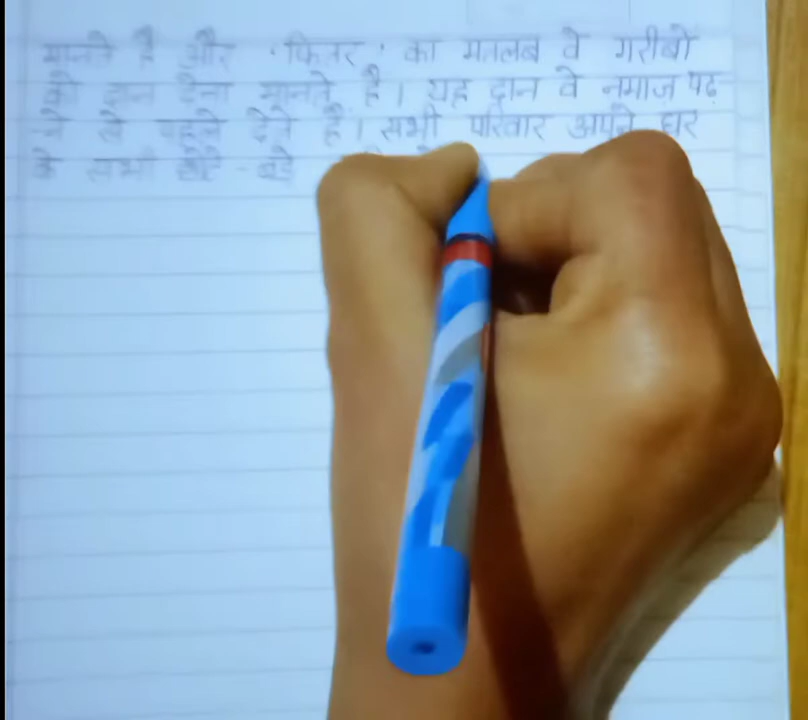 मानते है और 'फितर' का मतलब वे गरीबो
को दान देना मानते है। यह दान वे नमाज़ पढ़
ने से पहले देते है। सभी परिवार अपने घर
के सभी छोटे-बड़े